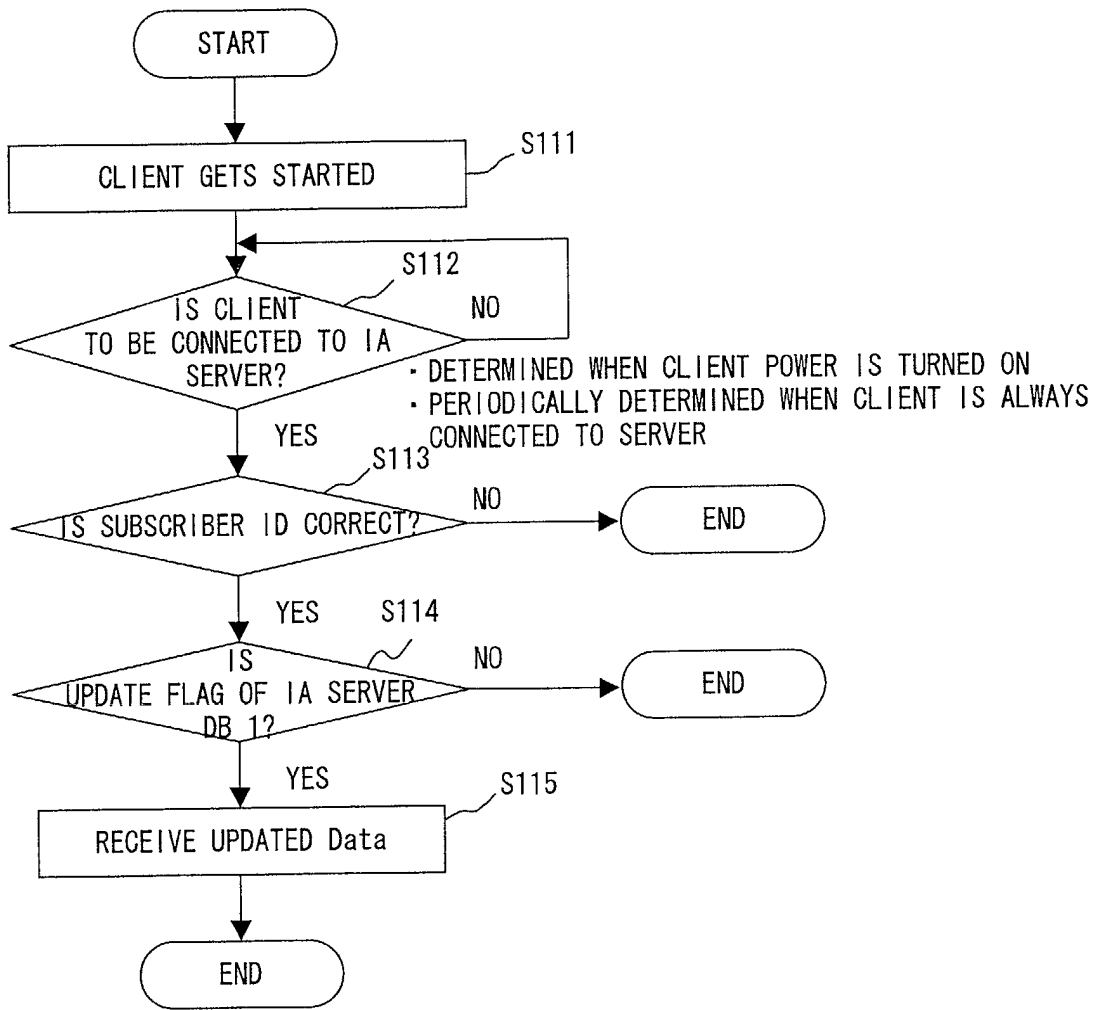 START
S111
CLIENT GETS STARTED
S112
IS CLIENT
TO BE CONNECTED TO IA
SERVER?
NO
・DETERMINED WHEN CLIENT POWER IS TURNED ON
・PERIODICALLY DETERMINED WHEN CLIENT IS ALWAYS
CONNECTED TO SERVER
YES
S113
IS SUBSCRIBER ID CORRECT?
NO
END
YES
S114
IS
UPDATE FLAG OF IA SERVER
DB 1?
NO
END
YES
S115
RECEIVE UPDATED Data
END